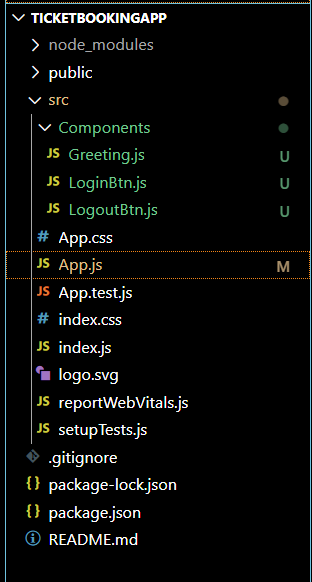 TICKETBOOKINGAPP
node_modules
public
src
Components
JS Greeting.js U
JS LoginBtn.js U
JS LogoutBtn.js U
# App.css
JS App.js M
JS App.test.js
# index.css
JS index.js
logo.svg
JS reportWebVitals.js
JS setupTests.js
.gitignore
{} package-lock.json
{} package.json
README.md